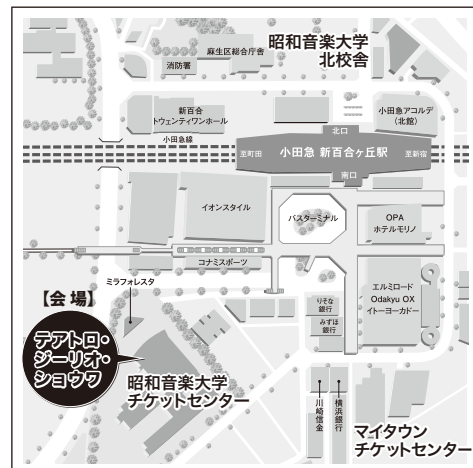 昭和音楽大学
北校舎
麻生区総合庁舎
消防署
新百合
トウェンティワンホール
小田急アコルデ
(北館)
小田急線
北口
至町田
小田急 新百合ヶ丘駅
至新宿
南口
イオンスタイル
バスターミナル
OPA
ホテルモリノ
コナミスポーツ
ミラフォレスタ
【会 場】
テアトロ・
ジーリオ・
ショウワ
りそな
銀行
みずほ
銀行
エルミロード
Odakyu OX
イトーヨーカドー
昭和音楽大学
チケットセンター
川崎信金
横浜銀行
マイタウン
チケットセンター